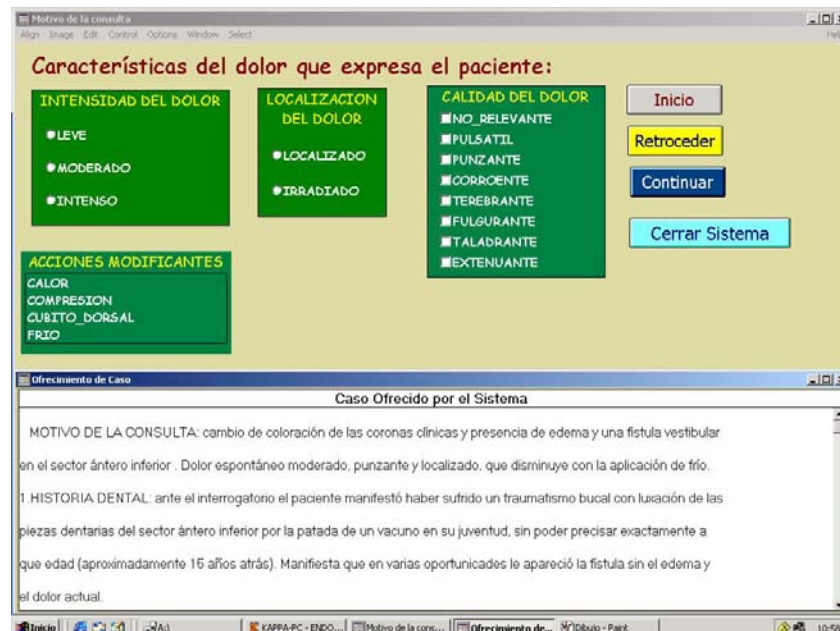 Motivo de la consulta
Align Image Edit Control Options Window Select
Características del dolor que expresa el paciente:
INTENSIDAD DEL DOLOR
LEVE
MODERADO
INTENSO
LOCALIZACION
DEL DOLOR
LOCALIZADO
IRRADIADO
CALIDAD DEL DOLOR
NO_RELEVANTE
PULSATIL
PUNZANTE
CORROENTE
TEREBRANTE
FULGURANTE
TALADRANTE
EXTENUANTE
Inicio
Retroceder
Continuar
Cerrar Sistema
ACCIONES MODIFICANTES
CALOR
COMPRESION
CUBITO_DORSAL
FRIO
Ofrecimiento de Caso
Caso Ofrecido por el Sistema
MOTIVO DE LA CONSULTA: cambio de coloración de las coronas clínicas y presencia de edema y una fístula vestibular
en el sector ántero inferior . Dolor espontáneo moderado, punzante y localizado, que disminuye con la aplicación de frío.
1.HISTORIA DENTAL: ante el interrogatorio el paciente manifestó haber sufrido un traumatismo bucal con luxación de las
piezas dentarias del sector ántero inferior por la patada de un vacuno en su juventud, sin poder precisar exactamente a
que edad (aproximadamente 15 años atrás). Manifiesta que en varias oportunicades le apareció la fístula sin el edema y
el dolor actual.
Inicio A:\ KAPPA-PC - ENDO... Motivo de la cons... Ofrecimiento de... Dibujo - Paint 10:58